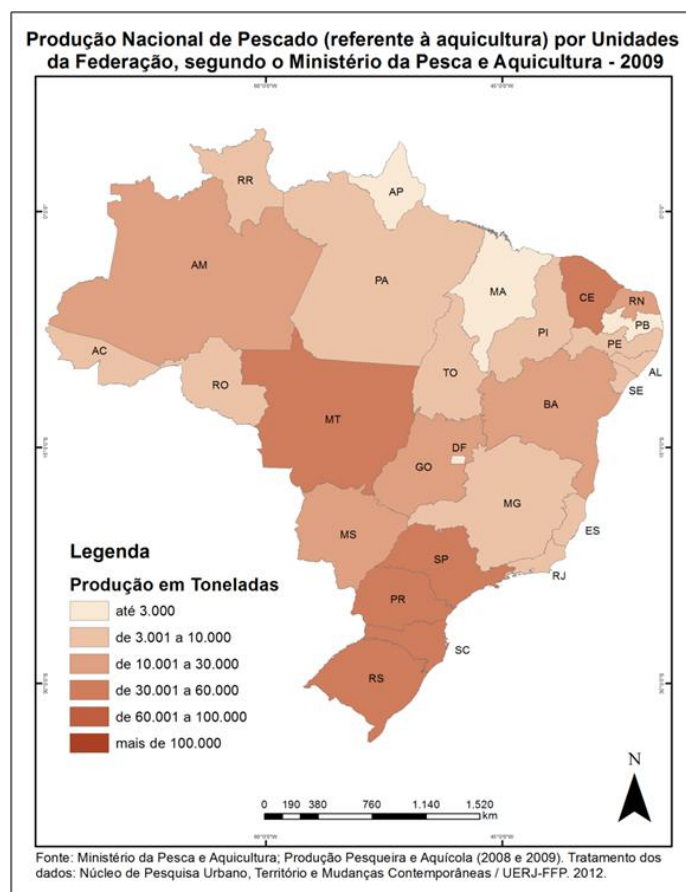 Produção Nacional de Pescado (referente à aquicultura) por Unidades
da Federação, segundo o Ministério da Pesca e Aquicultura - 2009
RR
AP
AM
PA
MA
CE
RN
PB
PI
PE
AC
AL
TO
RO
SE
BA
MT
DF
GO
MG
ES
MS
SP
RJ
PR
SC
RS
Legenda
Produção em Toneladas
até 3.000
de 3.001 a 10.000
de 10.001 a 30.000
de 30.001 a 60.000
de 60.001 a 100.000
mais de 100.000
N
0 190 380 760 1.140 1.520
km
Fonte: Ministério da Pesca e Aquicultura; Produção Pesqueira e Aquícola (2008 e 2009). Tratamento dos
dados: Núcleo de Pesquisa Urbano, Território e Mudanças Contemporâneas / UERJ-FFP. 2012.